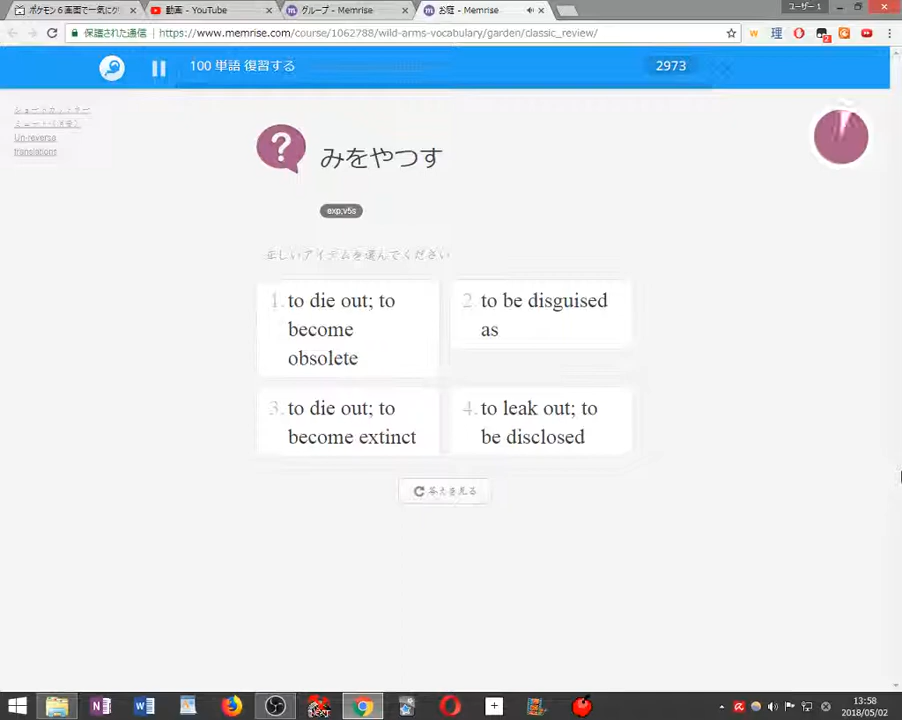 ポケモン６画面で一気にク
動画 - YouTube
グループ - Memrise
お庭 - Memrise
ユーザー 1
保護された通信
https://www.memrise.com/course/1062788/wild-arms-vocabulary/garden/classic_review/
100 単語 復習する
2973
Un-reverse
translations
みをやつす
exp;v5s
正しいアイテムを選んでください
1. to die out; to
become
obsolete
2 to be disguised
as
3. to die out; to
become extinct
4. to leak out; to
be disclosed
答えを見る
13:58
2018/05/02